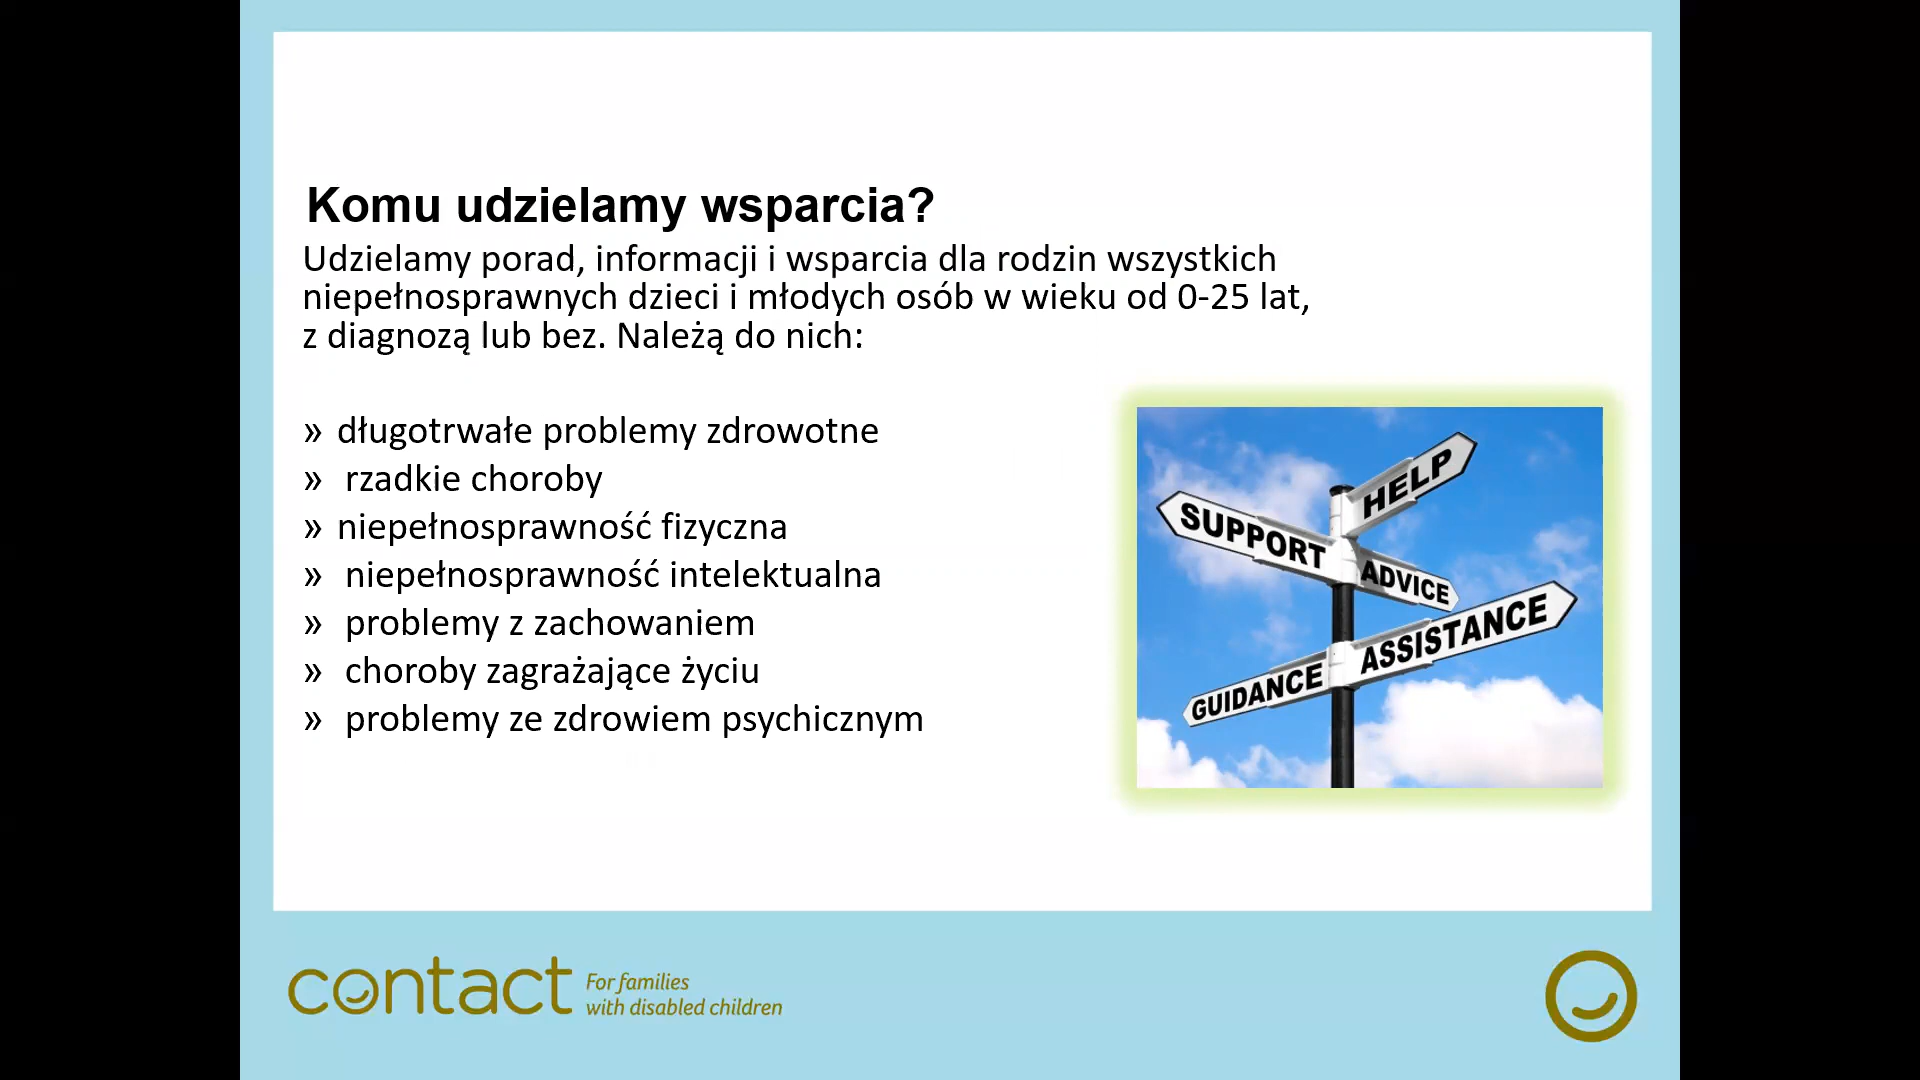 Komu udzielamy wsparcia?
Udzielamy porad, informacji i wsparcia dla rodzin wszystkich
niepełnosprawnych dzieci i młodych osób w wieku od 0-25 lat,
z diagnozą lub bez. Należą do nich:
» długotrwałe problemy zdrowotne
» rzadkie choroby
» niepełnosprawność fizyczna
» niepełnosprawność intelektualna
» problemy z zachowaniem
» choroby zagrażające życiu
» problemy ze zdrowiem psychicznym
HELP
SUPPORT
ADVICE
ASSISTANCE
GUIDANCE
contact
For families
with disabled children